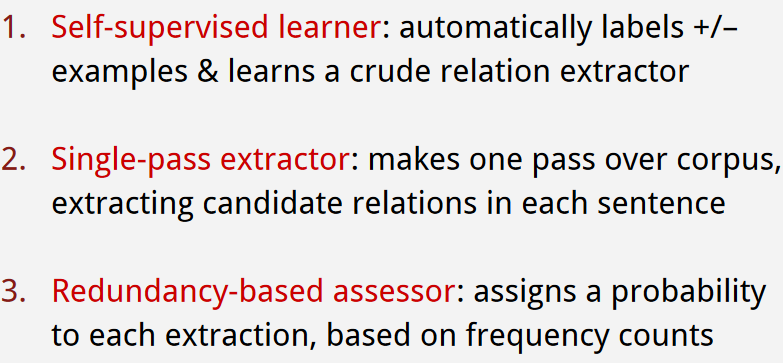 1. Self-supervised learner: automatically labels +/–
examples & learns a crude relation extractor
2. Single-pass extractor: makes one pass over corpus,
extracting candidate relations in each sentence
3. Redundancy-based assessor: assigns a probability
to each extraction, based on frequency counts